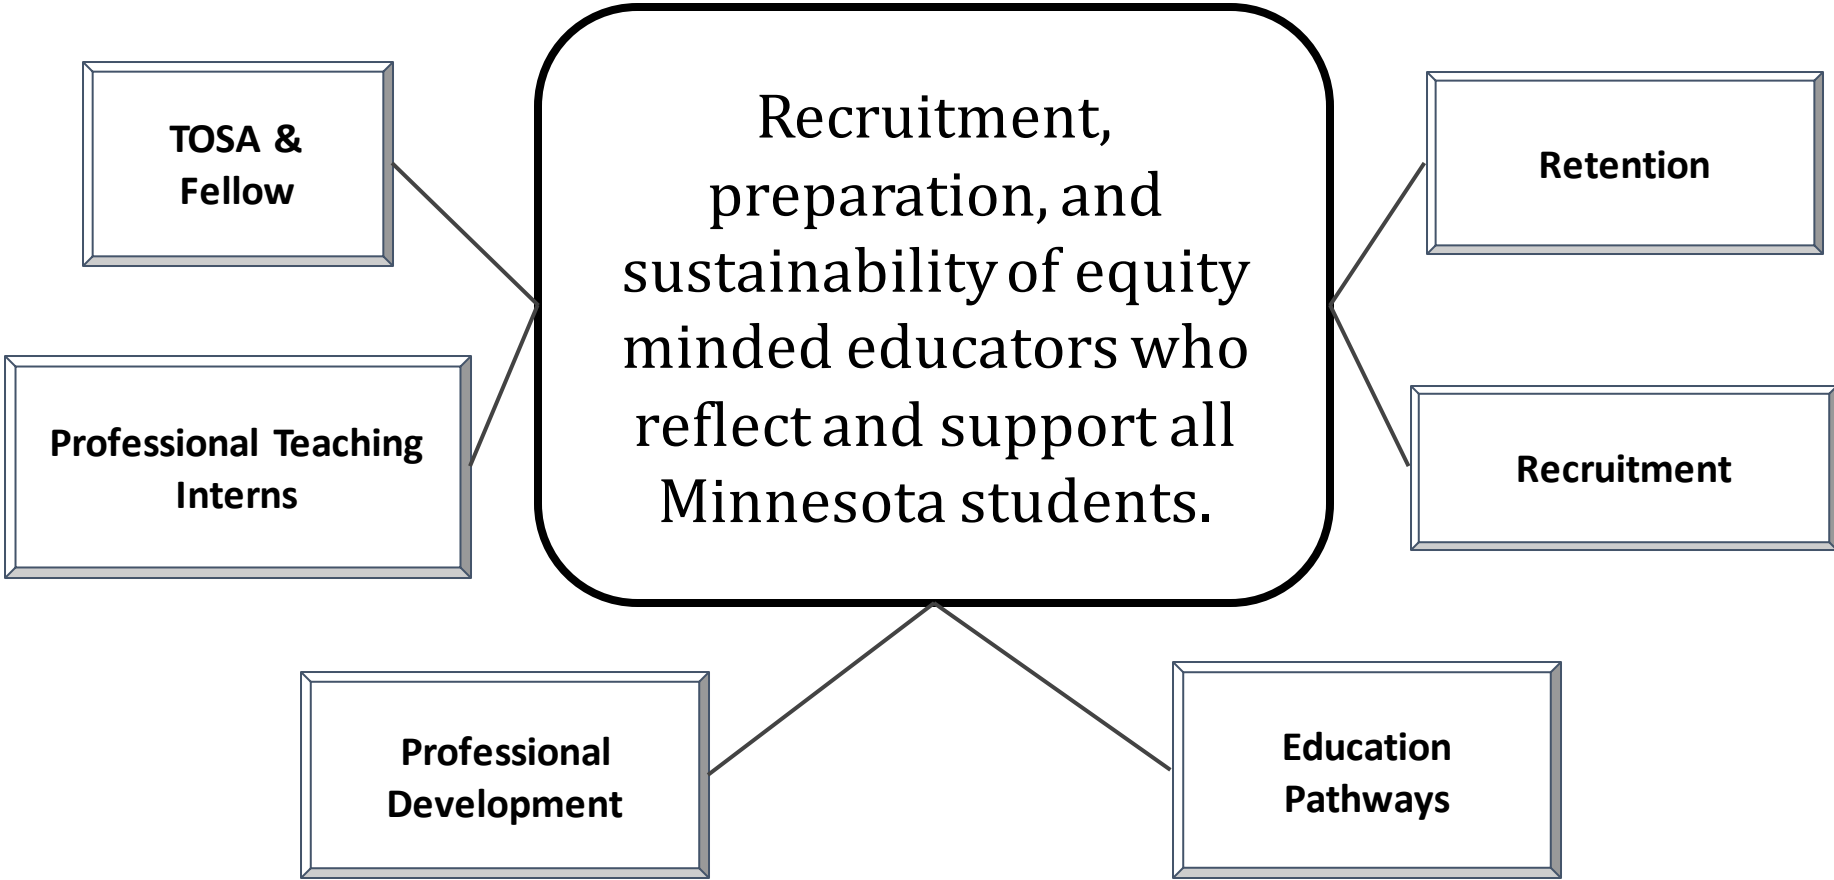 TOSA &
Fellow
Professional Teaching
Interns
Recruitment,
preparation, and
sustainability of equity
minded educators who
reflect and support all
Minnesota students.
Retention
Recruitment
Professional
Development
Education
Pathways